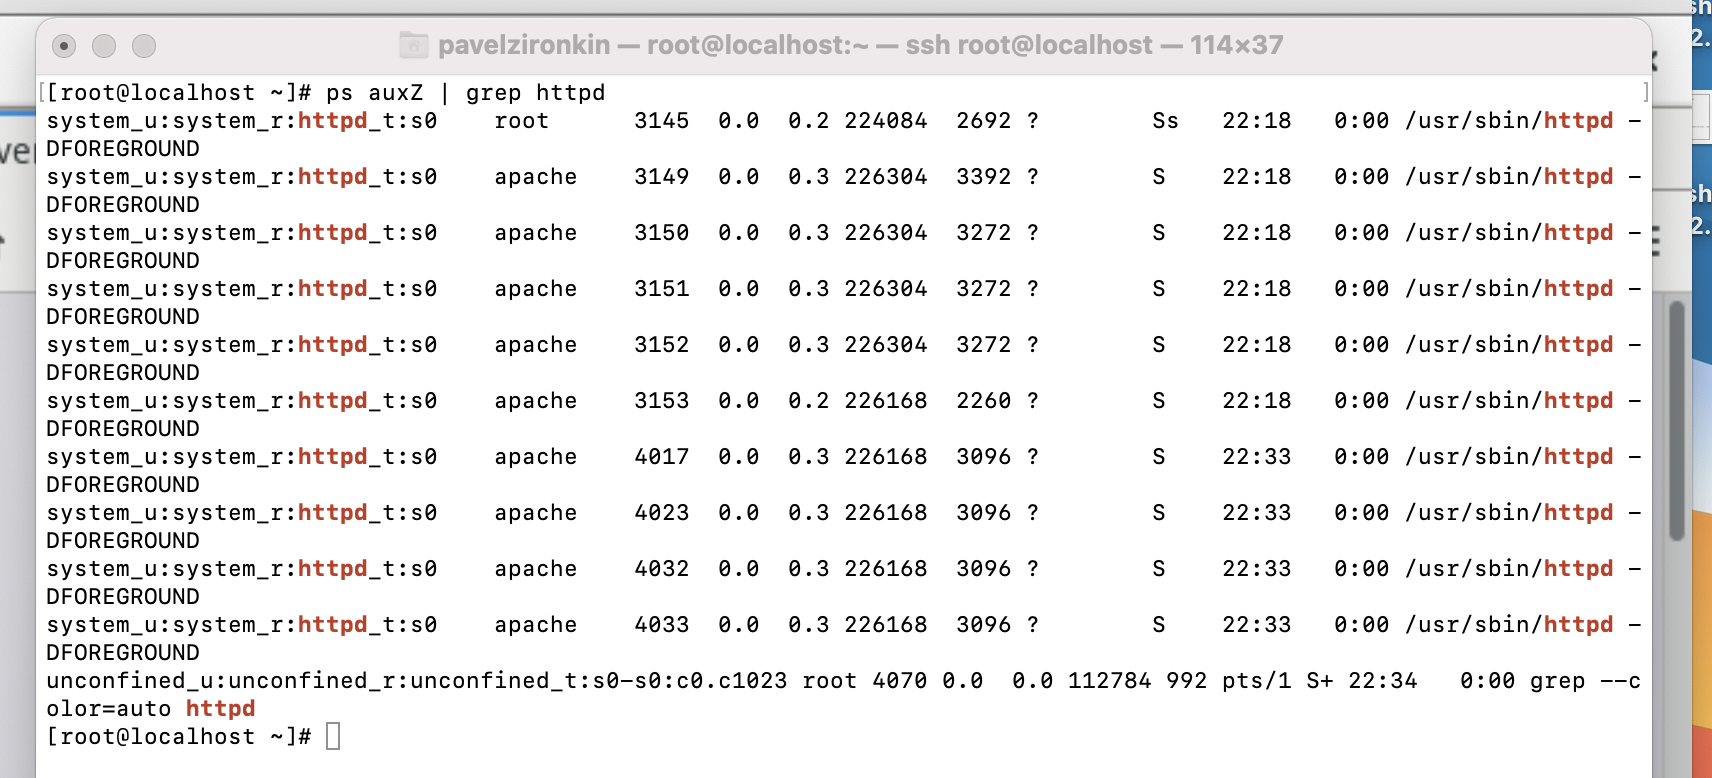 pavelzironkin — root@localhost:~ — ssh root@localhost — 114×37
[[root@localhost ~]# ps auxZ | grep httpd ]
system_u:system_r:httpd_t:s0    root      3145  0.0  0.2 224084  2692 ?        Ss   22:18   0:00 /usr/sbin/httpd -
DFOREGROUND
system_u:system_r:httpd_t:s0    apache    3149  0.0  0.3 226304  3392 ?        S    22:18   0:00 /usr/sbin/httpd -
DFOREGROUND
system_u:system_r:httpd_t:s0    apache    3150  0.0  0.3 226304  3272 ?        S    22:18   0:00 /usr/sbin/httpd -
DFOREGROUND
system_u:system_r:httpd_t:s0    apache    3151  0.0  0.3 226304  3272 ?        S    22:18   0:00 /usr/sbin/httpd -
DFOREGROUND
system_u:system_r:httpd_t:s0    apache    3152  0.0  0.3 226304  3272 ?        S    22:18   0:00 /usr/sbin/httpd -
DFOREGROUND
system_u:system_r:httpd_t:s0    apache    3153  0.0  0.2 226168  2260 ?        S    22:18   0:00 /usr/sbin/httpd -
DFOREGROUND
system_u:system_r:httpd_t:s0    apache    4017  0.0  0.3 226168  3096 ?        S    22:33   0:00 /usr/sbin/httpd -
DFOREGROUND
system_u:system_r:httpd_t:s0    apache    4023  0.0  0.3 226168  3096 ?        S    22:33   0:00 /usr/sbin/httpd -
DFOREGROUND
system_u:system_r:httpd_t:s0    apache    4032  0.0  0.3 226168  3096 ?        S    22:33   0:00 /usr/sbin/httpd -
DFOREGROUND
system_u:system_r:httpd_t:s0    apache    4033  0.0  0.3 226168  3096 ?        S    22:33   0:00 /usr/sbin/httpd -
DFOREGROUND
unconfined_u:unconfined_r:unconfined_t:s0-s0:c0.c1023 root 4070 0.0  0.0 112784 992 pts/1 S+ 22:34   0:00 grep --c
olor=auto httpd
[root@localhost ~]#